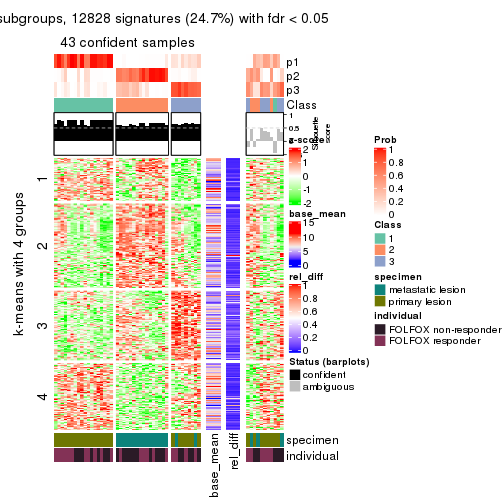 subgroups, 12828 signatures (24.7%) with fdr < 0.05
43 confident samples
p1
p2
p3
Class
1
0.5
0
Silhouette
score
k-means with 4 groups
1
2
3
4
z-score
2
1
0
-1
-2
base_mean
15
10
5
0
rel_diff
1
0.8
0.6
0.4
0.2
0
Status (barplots)
confident
ambiguous
Prob
1
0.8
0.6
0.4
0.2
0
Class
1
2
3
specimen
metastatic lesion
primary lesion
individual
FOLFOX non-responder
FOLFOX responder
specimen
individual
base_mean
rel_diff